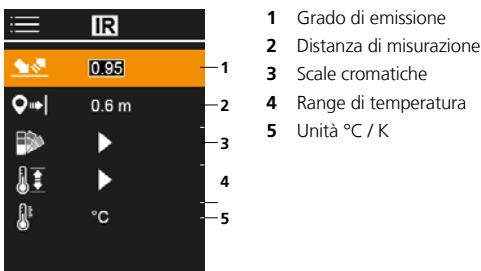 IR
0.95
1
0.6 m
2
3
4
°C
5
1 Grado di emissione
2 Distanza di misurazione
3 Scale cromatiche
4 Range di temperatura
5 Unità °C / K